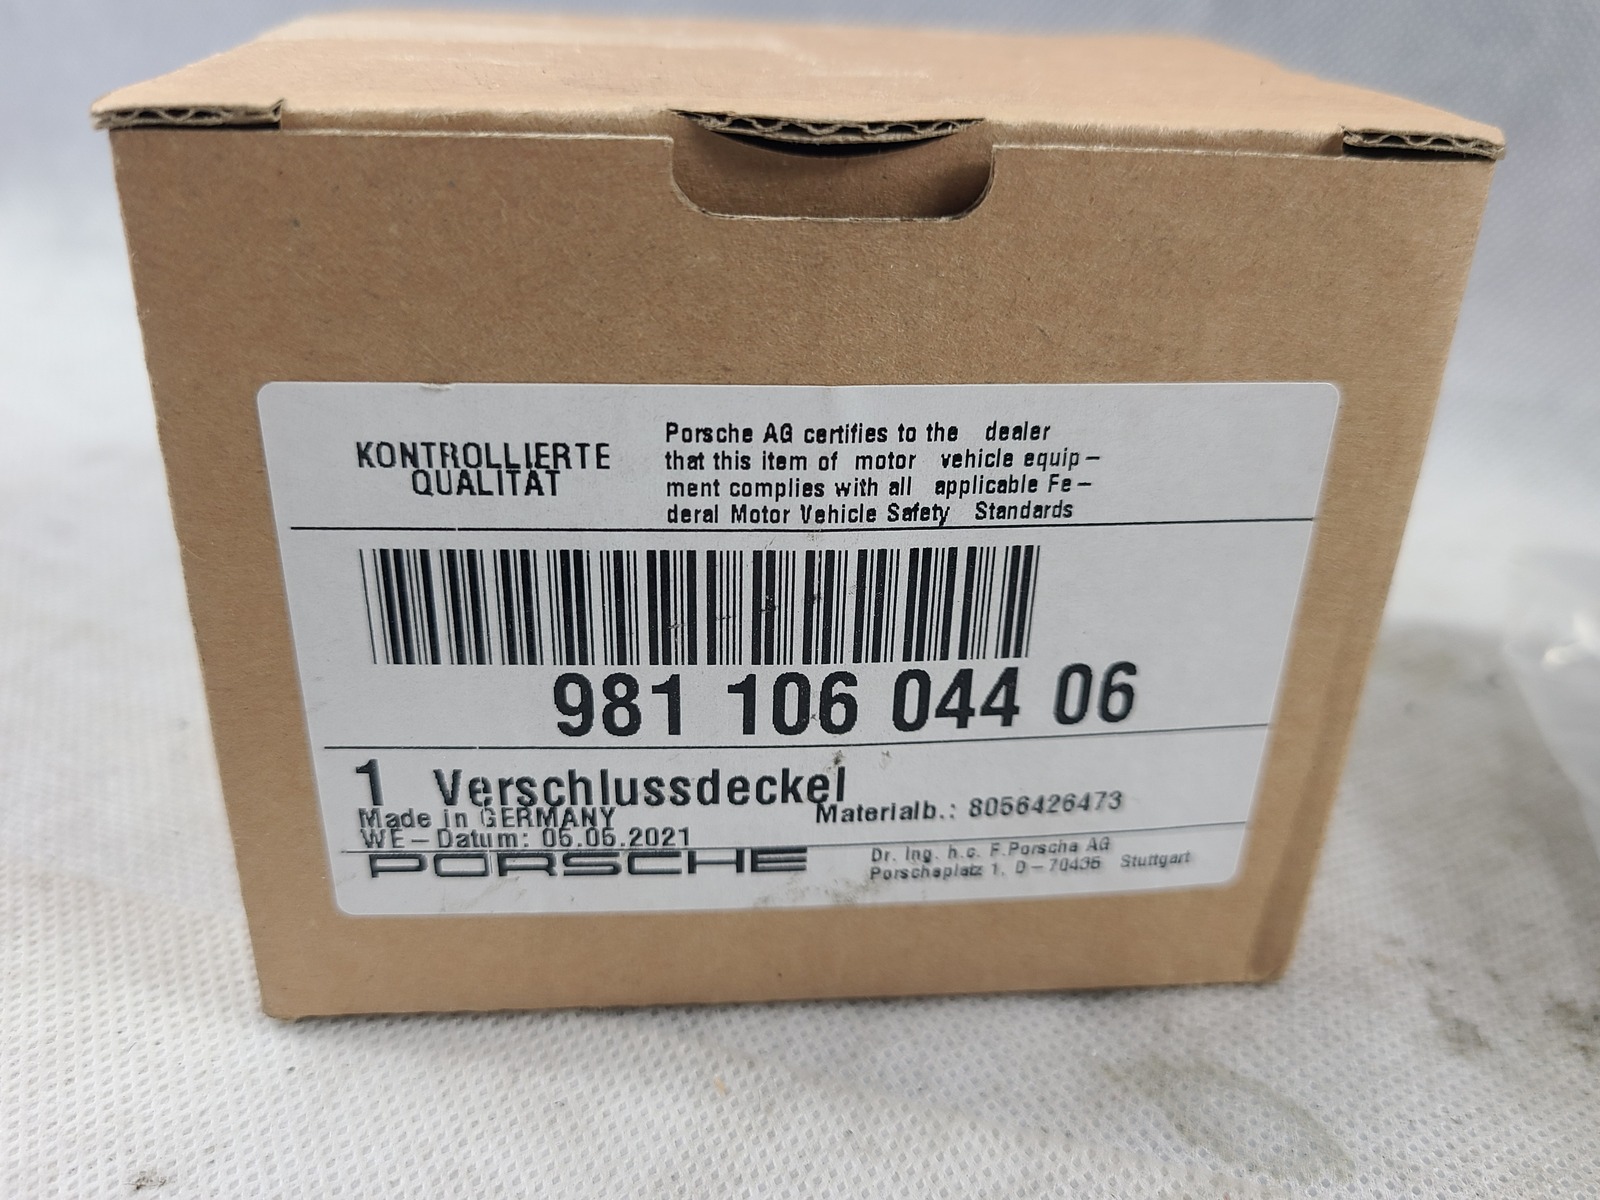 KONTROLLIERTE
QUALITÄT
Porsche AG certifies to the dealer
that this item of motor vehicle equip-
ment complies with all applicable Fe-
deral Motor Vehicle Safety Standards
981 106 044 06
1 Verschlussdeckel
Made in GERMANY
Materialb.: 8056426473
WE-Datum: 05.05.2021
PORSCHE
Dr. Ing. h.c. F.Porsche AG
Porscheplatz 1, D-70435 Stuttgart